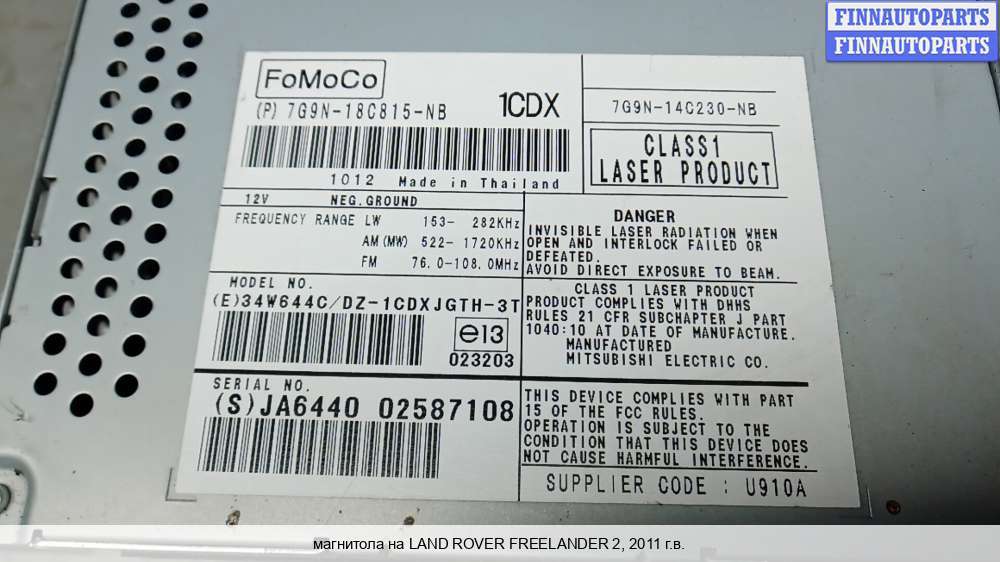 FINNAUTOPARTS
FINNAUTOPARTS
FoMoCo
(P) 7G9N-18C815-NB
1CDX
7G9N-14C230-NB
CLASS1
LASER PRODUCT
1012 Made in Thailand
12V NEG.GROUND
FREQUENCY RANGE LW 153- 282KHz
AM(MW) 522- 1720KHz
FM 76.0-108.0MHz
DANGER
INVISIBLE LASER RADIATION WHEN
OPEN AND INTERLOCK FAILED OR
DEFEATED.
AVOID DIRECT EXPOSURE TO BEAM.
MODEL NO.
(E)34W644C/DZ-1CDXJGTH-3T
e13
023203
CLASS 1 LASER PRODUCT
PRODUCT COMPLIES WITH DHHS
RULES 21 CFR SUBCHAPTER J PART
1040:10 AT DATE OF MANUFACTURE.
MANUFACTURED
MITSUBISHI ELECTRIC CO.
SERIAL NO.
(S)JA6440 02587108
THIS DEVICE COMPLIES WITH PART
15 OF THE FCC RULES.
OPERATION IS SUBJECT TO THE
CONDITION THAT THIS DEVICE DOES
NOT CAUSE HARMFUL INTERFERENCE.
SUPPLIER CODE : U910A
магнитола на LAND ROVER FREELANDER 2, 2011 г.в.